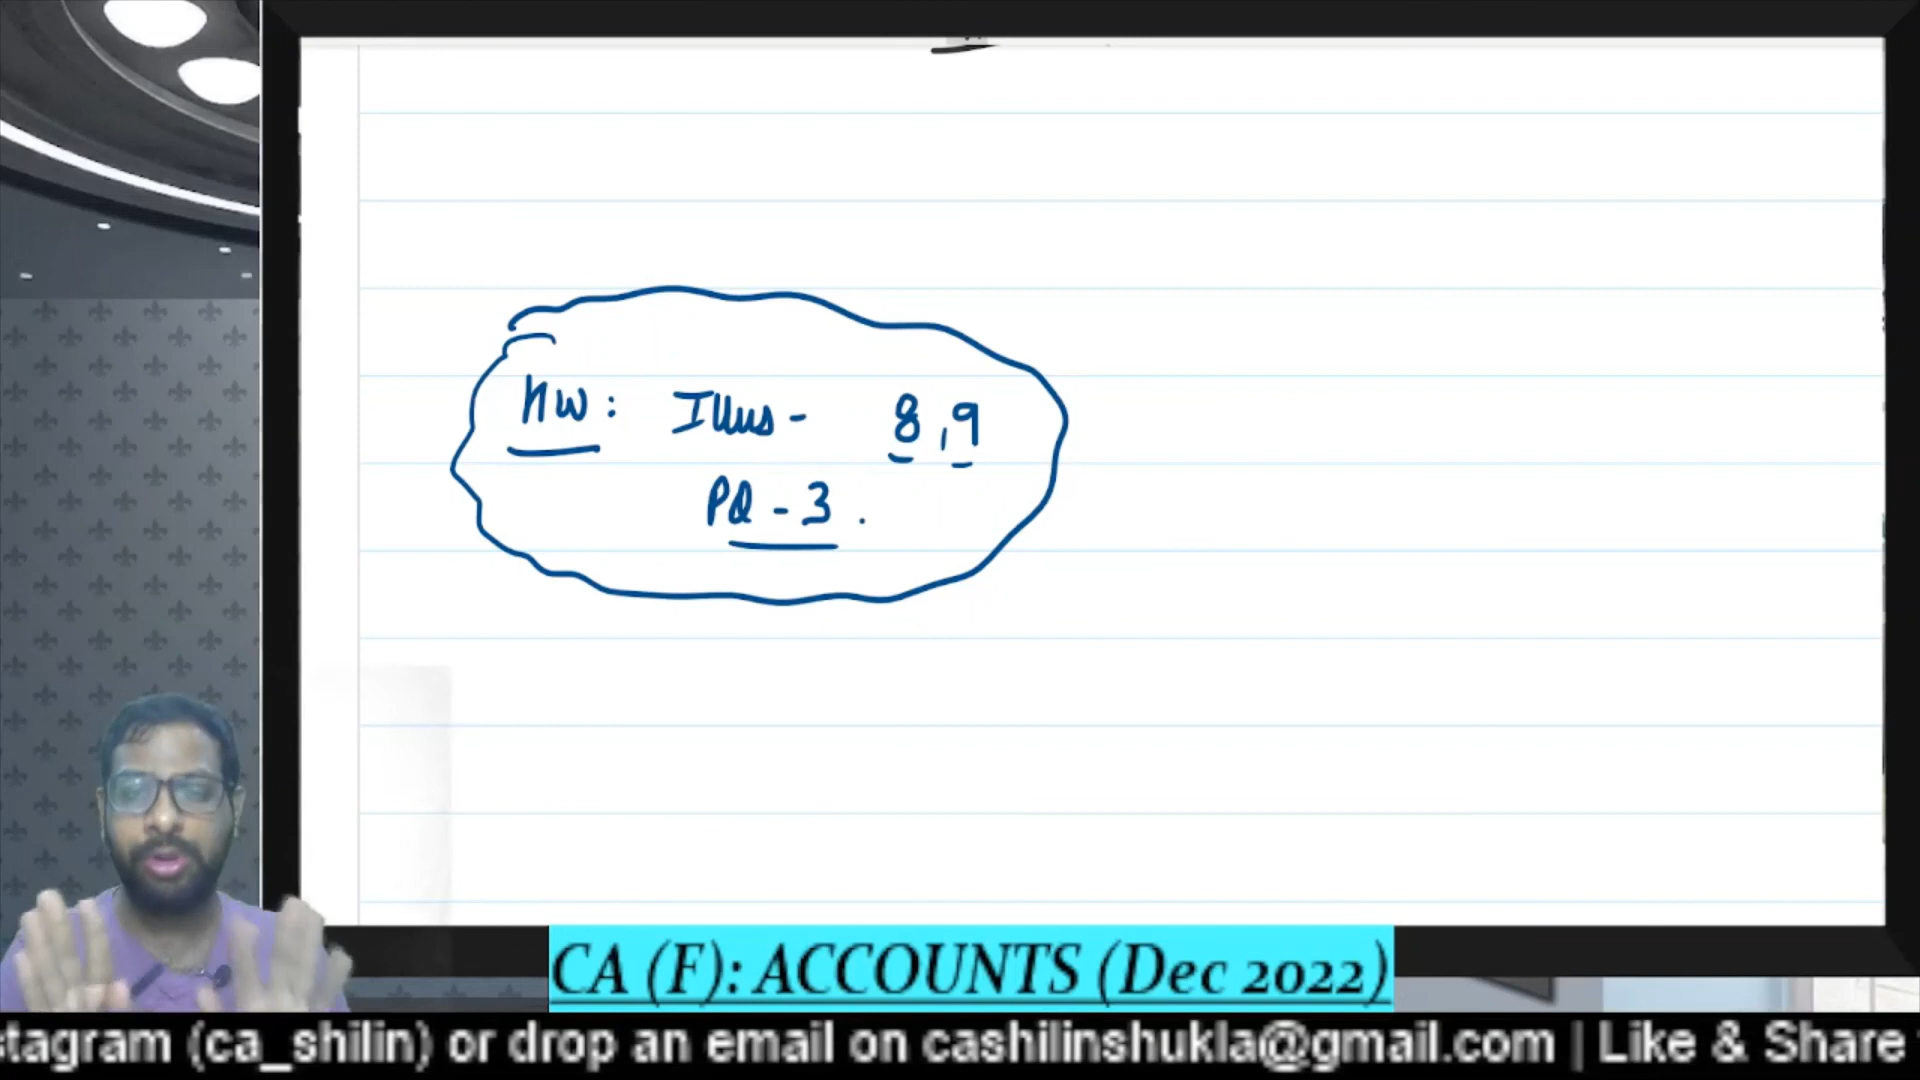 HW: Illus- 8,9
PQ - 3.
CA (F): ACCOUNTS (Dec 2022)
stagram (ca_shilin) or drop an email on cashilinshukla@gmail.com | Like & Share